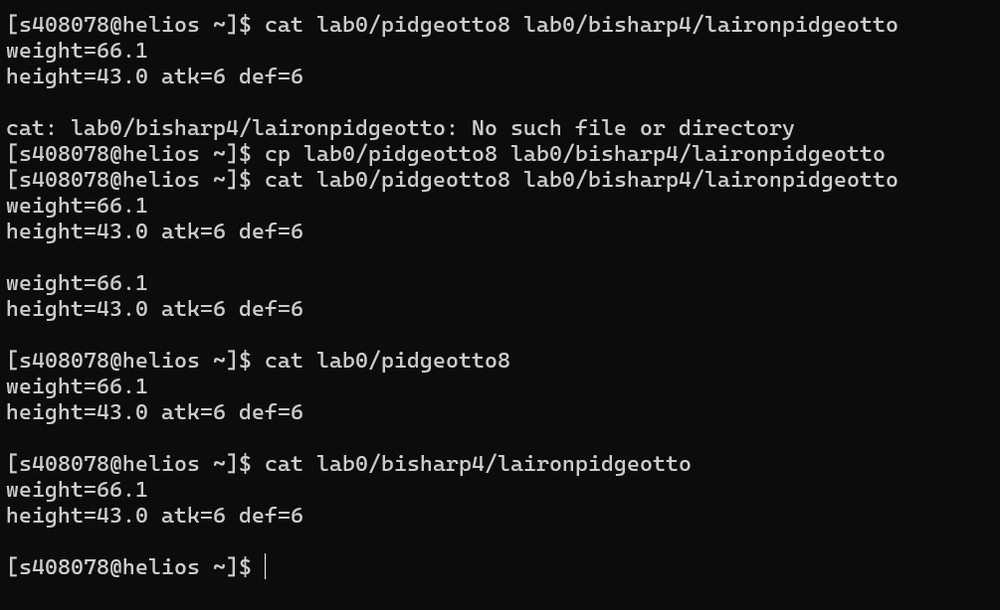 [s408078@helios ~]$ cat lab0/pidgeotto8 lab0/bisharp4/laironpidgeotto
weight=66.1
height=43.0 atk=6 def=6
cat: lab0/bisharp4/laironpidgeotto: No such file or directory
[s408078@helios ~]$ cp lab0/pidgeotto8 lab0/bisharp4/laironpidgeotto
[s408078@helios ~]$ cat lab0/pidgeotto8 lab0/bisharp4/laironpidgeotto
weight=66.1
height=43.0 atk=6 def=6
weight=66.1
height=43.0 atk=6 def=6
[s408078@helios ~]$ cat lab0/pidgeotto8
weight=66.1
height=43.0 atk=6 def=6
[s408078@helios ~]$ cat lab0/bisharp4/laironpidgeotto
weight=66.1
height=43.0 atk=6 def=6
[s408078@helios ~]$